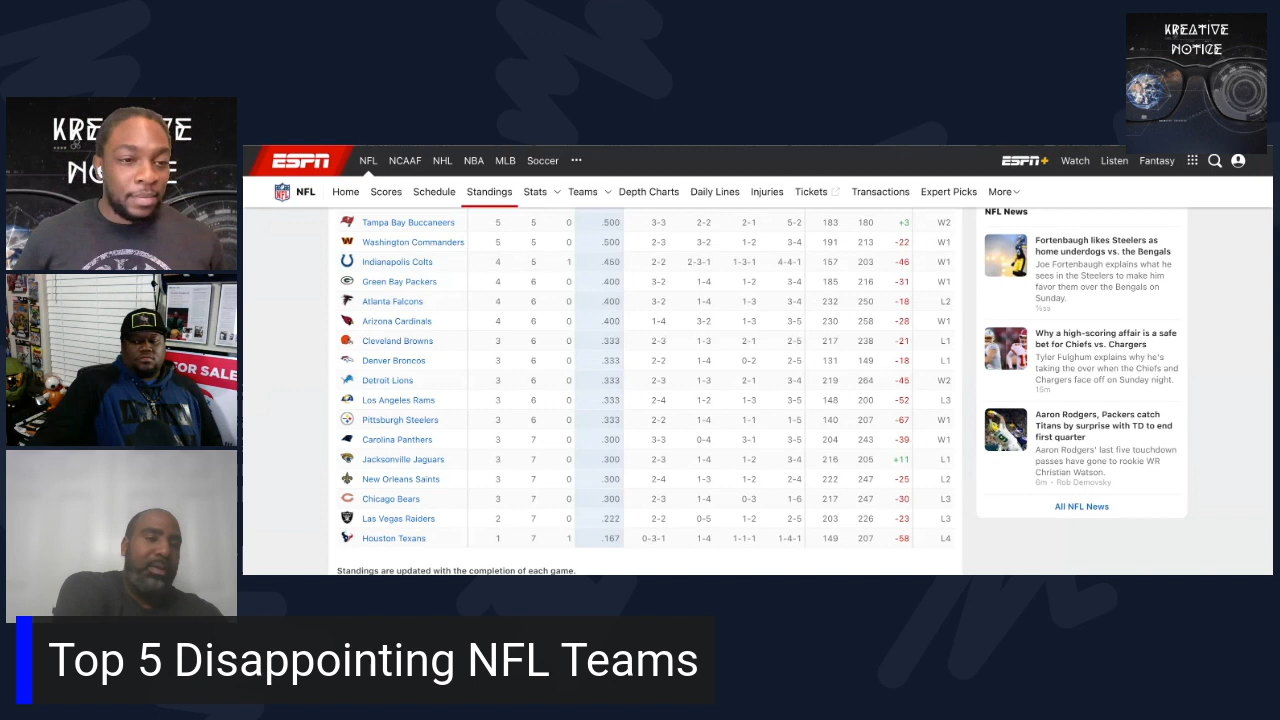 KREATIVE
NOTICE
KRE VE
NO
FOR SALE
ESPN
NFL NCAAF NHL NBA MLB Soccer ···
ESPN+ Watch Listen Fantasy
NFL Home Scores Schedule Standings Stats Teams Depth Charts Daily Lines Injuries Tickets Transactions Expert Picks More
Tampa Bay Buccaneers 5 5 0 .500 3-3 2-2 2-1 5-2 183 180 +3 W2
Washington Commanders 5 5 0 .500 2-3 3-2 1-2 3-4 191 213 -22 W1
Indianapolis Colts 4 5 1 .450 2-2 2-3-1 1-3-1 4-4-1 157 203 -46 W1
Green Bay Packers 4 6 0 .400 3-2 1-4 1-2 3-4 185 216 -31 W1
Atlanta Falcons 4 6 0 .400 3-2 1-4 1-3 3-4 232 250 -18 L2
Arizona Cardinals 4 6 0 .400 1-4 3-2 1-3 3-5 230 258 -28 W1
Cleveland Browns 3 6 0 .333 2-3 1-3 2-1 2-5 217 238 -21 L1
Denver Broncos 3 6 0 .333 2-2 1-4 0-2 2-5 131 149 -18 L1
Detroit Lions 3 6 0 .333 2-3 1-3 2-1 3-4 219 264 -45 W2
Los Angeles Rams 3 6 0 .333 2-4 1-2 1-3 3-5 148 200 -52 L3
Pittsburgh Steelers 3 6 0 .333 2-2 1-4 1-1 1-5 140 207 -67 W1
Carolina Panthers 3 7 0 .300 3-3 0-4 3-1 3-5 204 243 -39 W1
Jacksonville Jaguars 3 7 0 .300 2-3 1-4 1-2 3-4 216 205 +11 L1
New Orleans Saints 3 7 0 .300 2-4 1-3 1-2 2-4 222 247 -25 L2
Chicago Bears 3 7 0 .300 2-3 1-4 0-3 1-6 217 247 -30 L3
Las Vegas Raiders 2 7 0 .222 2-2 0-5 1-2 2-5 203 226 -23 L3
Houston Texans 1 7 1 .167 0-3-1 1-4 1-1-1 1-4-1 149 207 -58 L4
Standings are updated with the completion of each game.
NFL News
Fortenbaugh likes Steelers as
home underdogs vs. the Bengals
Joe Fortenbaugh explains what he
sees in the Steelers to make him
favor them over the Bengals on
Sunday.
Why a high-scoring affair is a safe
bet for Chiefs vs. Chargers
Tyler Fulghum explains why he's
taking the over when the Chiefs and
Chargers face off on Sunday night.
15m
Aaron Rodgers, Packers catch
Titans by surprise with TD to end
first quarter
Aaron Rodgers' last five touchdown
passes have gone to rookie WR
Christian Watson.
6m • Rob Demovsky
All NFL News
Top 5 Disappointing NFL Teams